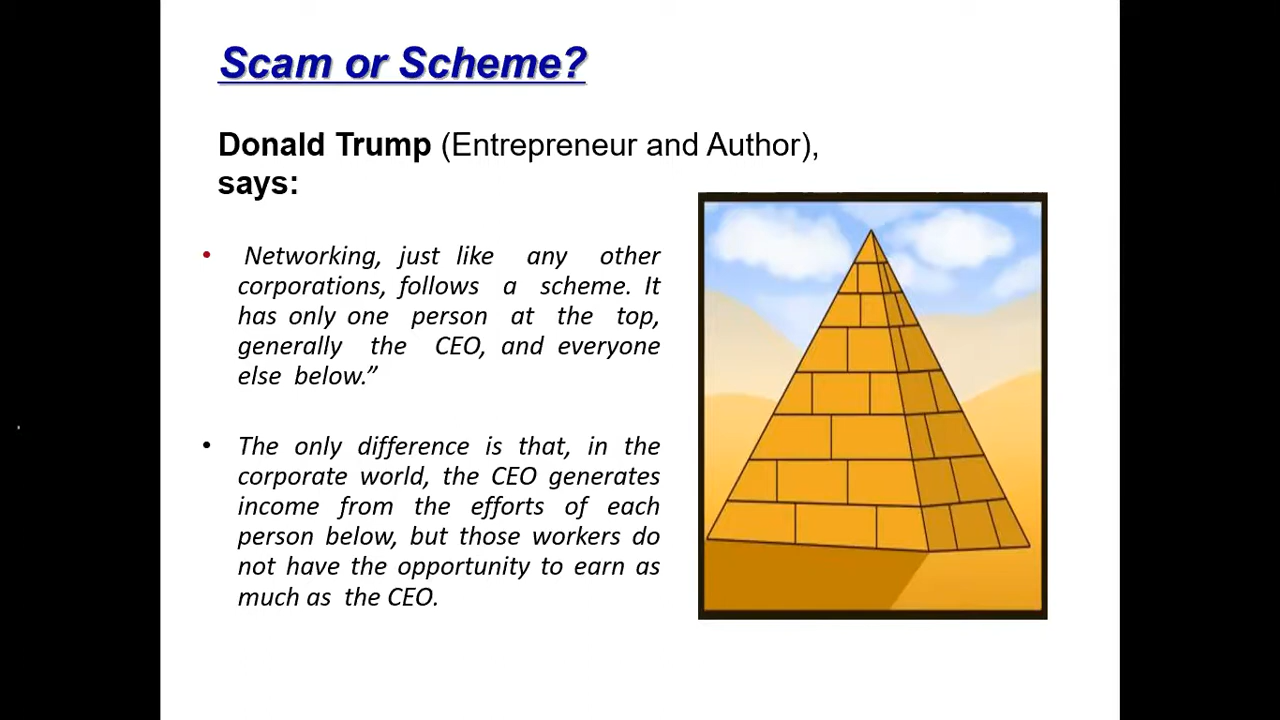 Scam or Scheme?
Donald Trump (Entrepreneur and Author),
says:
• Networking, just like any other
corporations, follows a scheme. It
has only one person at the top,
generally the CEO, and everyone
else below.”
• The only difference is that, in the
corporate world, the CEO generates
income from the efforts of each
person below, but those workers do
not have the opportunity to earn as
much as the CEO.